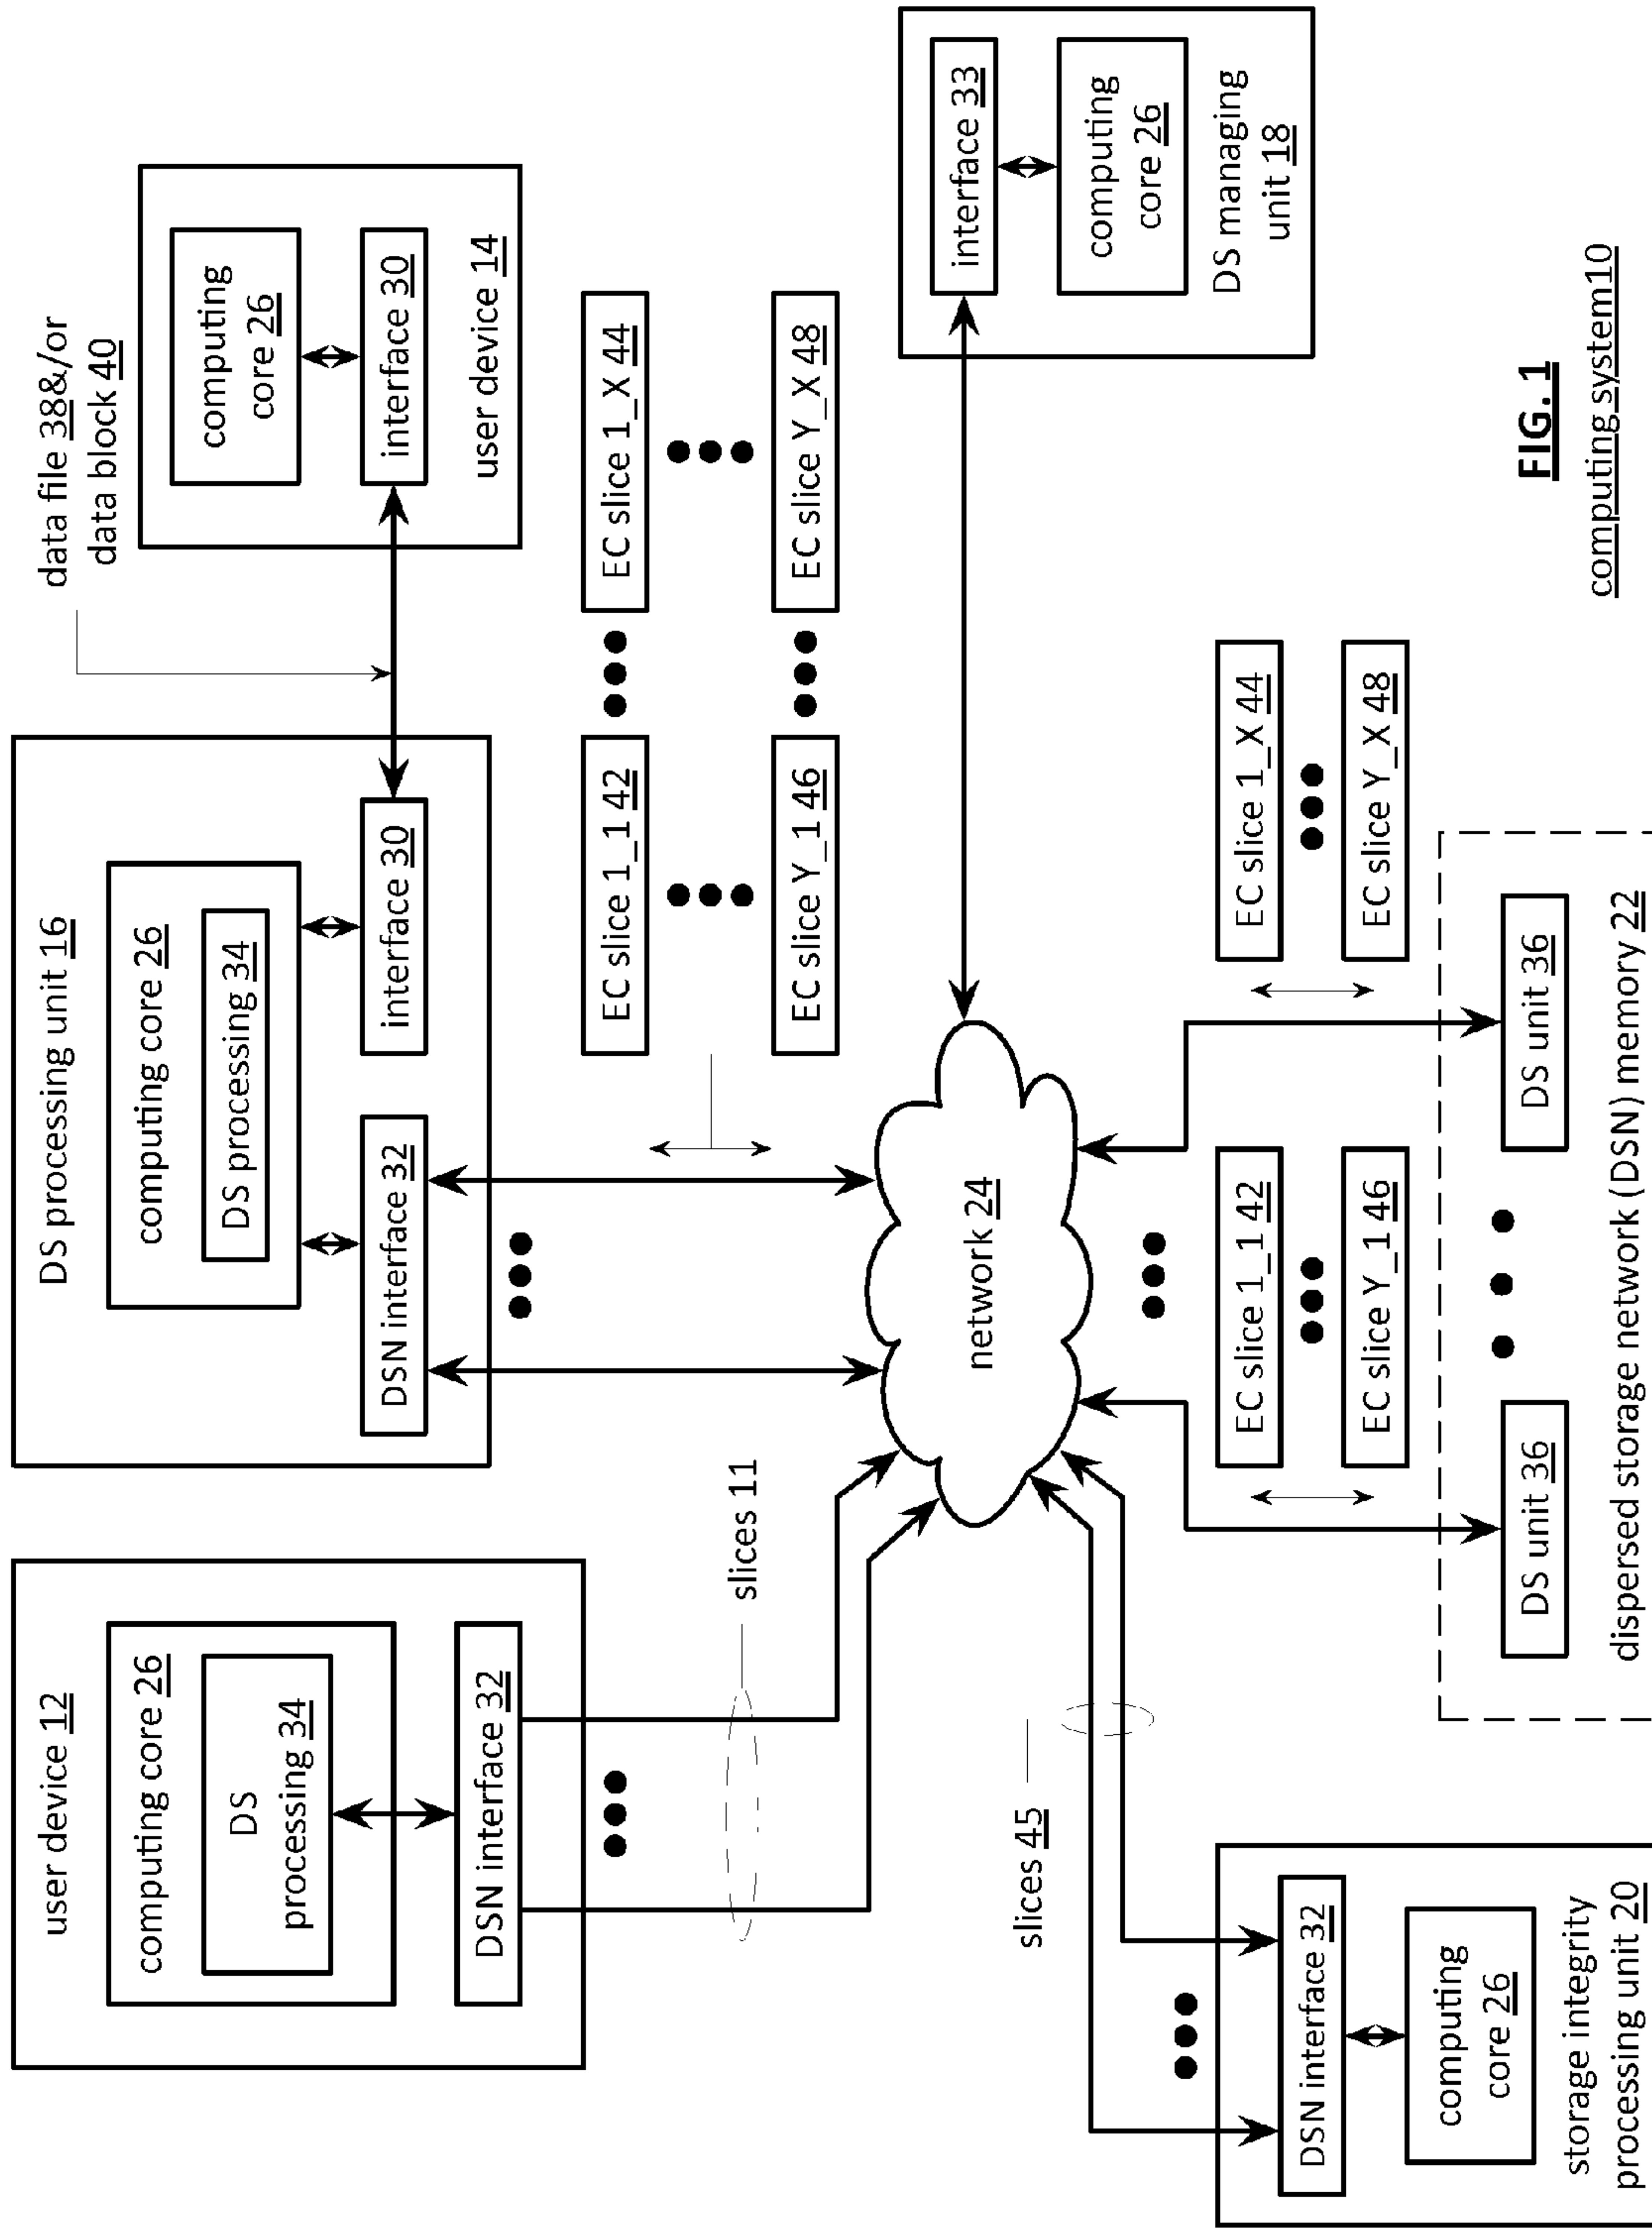 user device 12
computing core 26
DS
processing 34
DSN interface 32
slices 11
DS processing unit 16
computing core 26
DS processing 34
DSN interface 32
interface 30
data file 38&/or
data block 40
computing
core 26
interface 30
user device 14
EC slice 1_1 42
EC slice 1_X 44
EC slice Y_1 46
EC slice Y_X 48
network 24
interface 33
computing
core 26
DS managing
unit 18
slices 45
DSN interface 32
computing
core 26
storage integrity
processing unit 20
EC slice 1_1 42
EC slice Y_1 46
EC slice 1_X 44
EC slice Y_X 48
DS unit 36
DS unit 36
dispersed storage network (DSN) memory 22
FIG. 1
computing system10